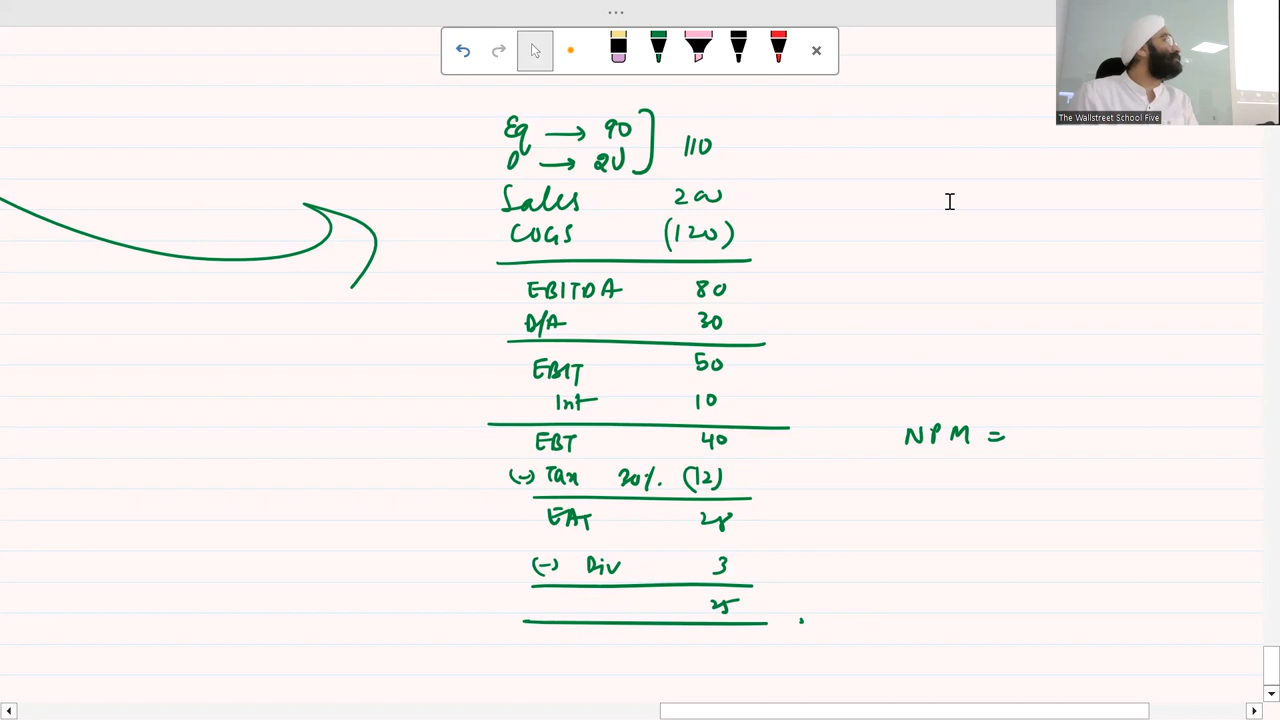 The Wallstreet School Five
Eq → 90
D → 20
110
Sales 200
COGS (120)
EBITDA 80
D/A 30
EBIT 50
Int 10
EBT 40
(-) Tax 30% (12)
EAT 28
(-) Div 3
25
NPM =